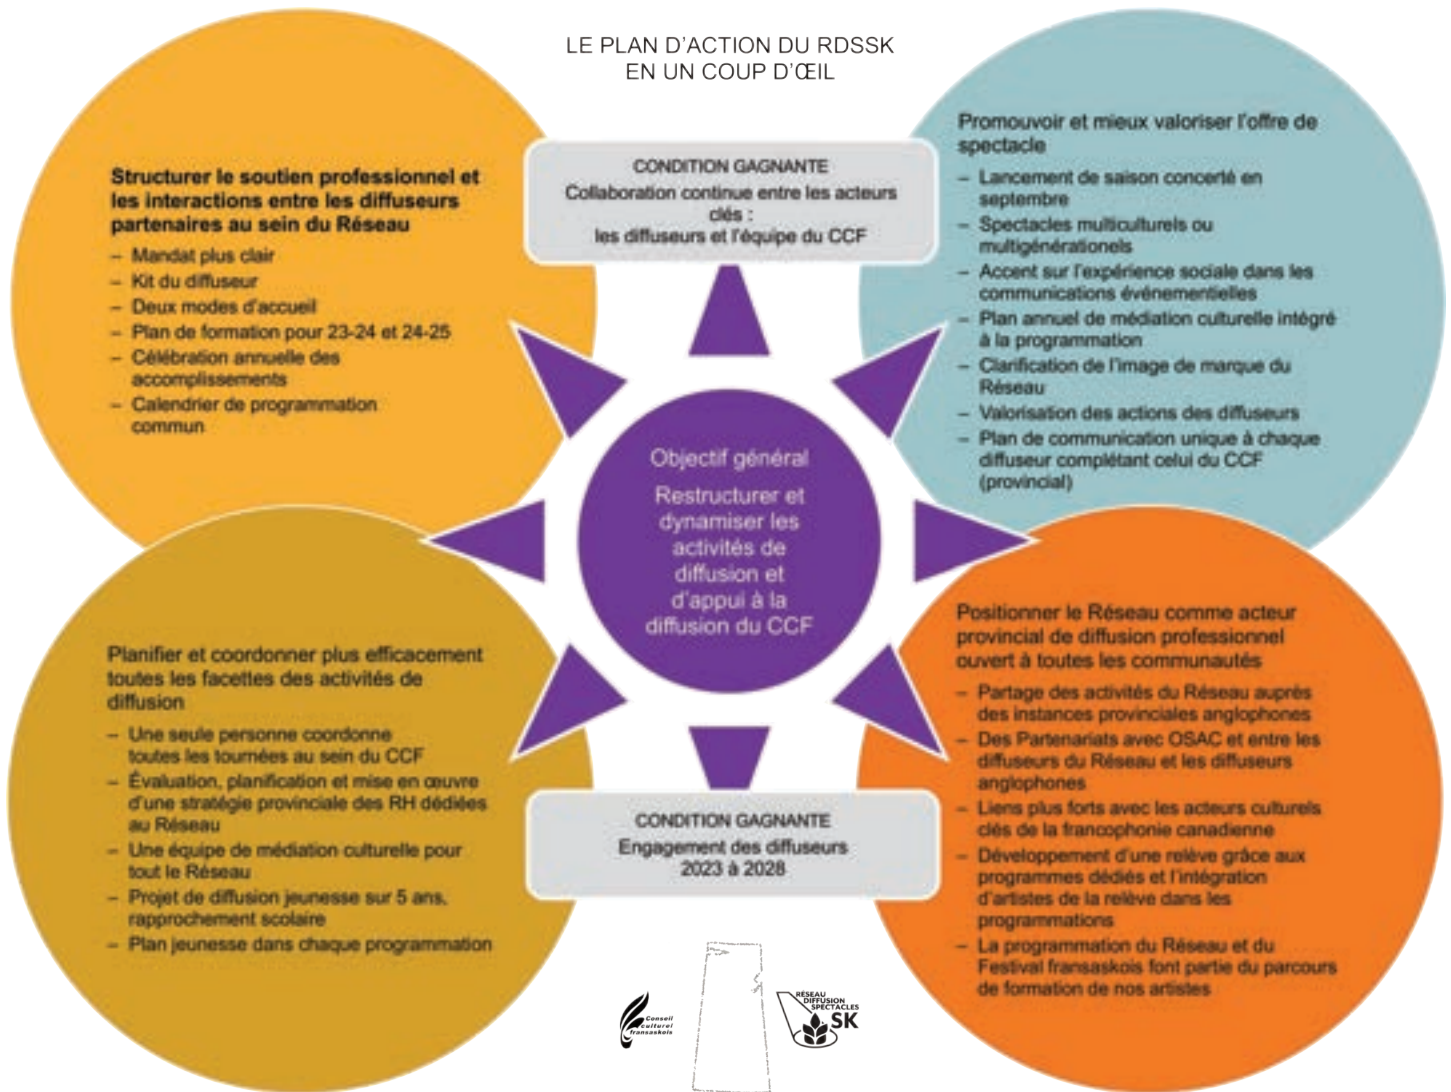 LE PLAN D'ACTION DU RDSSK
EN UN COUP D'ŒIL
Structurer le soutien professionnel et
les interactions entre les diffuseurs
partenaires au sein du Réseau
– Mandat plus clair
– Kit du diffuseur
– Deux modes d'accueil
– Plan de formation pour 23-24 et 24-25
– Célébration annuelle des
accomplissements
– Calendrier de programmation
commun
CONDITION GAGNANTE
Collaboration continue entre les acteurs
clés :
les diffuseurs et l'équipe du CCF
Promouvoir et mieux valoriser l'offre de
spectacle
– Lancement de saison concerté en
septembre
– Spectacles multiculturels ou
multigénérationels
– Accent sur l'expérience sociale dans les
communications événementielles
– Plan annuel de médiation culturelle intégré
à la programmation
– Clarification de l'image de marque du
Réseau
– Valorisation des actions des diffuseurs
– Plan de communication unique à chaque
diffuseur complétant celui du CCF
(provincial)
Objectif général
Restructurer et
dynamiser les
activités de
diffusion et
d'appui à la
diffusion du CCF
Planifier et coordonner plus efficacement
toutes les facettes des activités de
diffusion
– Une seule personne coordonne
toutes les tournées au sein du CCF
– Évaluation, planification et mise en œuvre
d'une stratégie provinciale des RH dédiées
au Réseau
– Une équipe de médiation culturelle pour
tout le Réseau
– Projet de diffusion jeunesse sur 5 ans,
rapprochement scolaire
– Plan jeunesse dans chaque programmation
CONDITION GAGNANTE
Engagement des diffuseurs
2023 à 2028
Positionner le Réseau comme acteur
provincial de diffusion professionnel
ouvert à toutes les communautés
– Partage des activités du Réseau auprès
des instances provinciales anglophones
– Des Partenariats avec OSAC et entre les
diffuseurs du Réseau et les diffuseurs
anglophones
– Liens plus forts avec les acteurs culturels
clés de la francophonie canadienne
– Développement d'une relève grâce aux
programmes dédiés et l'intégration
d'artistes de la relève dans les
programmations
– La programmation du Réseau et du
Festival fransaskois font partie du parcours
de formation de nos artistes
Conseil
culturel
fransaskois
RÉSEAU
DIFFUSION
SPECTACLES
SK